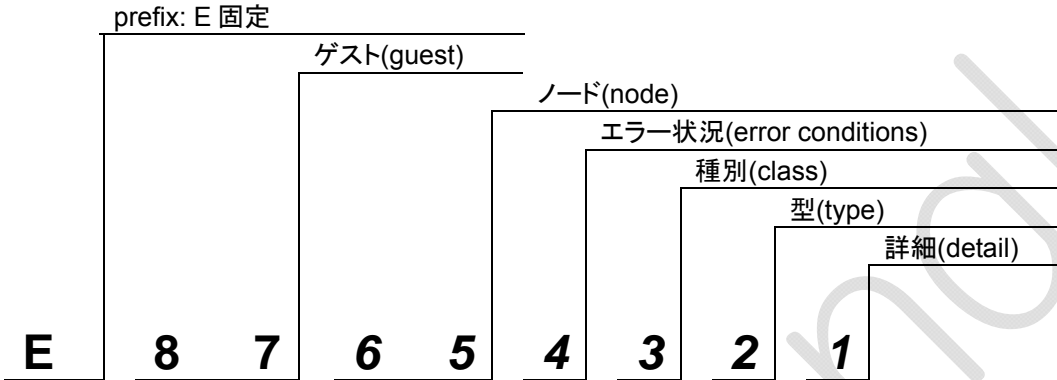 prefix: E 固定
ゲスト(guest)
ノード(node)
エラー状況(error conditions)
種別(class)
型(type)
詳細(detail)
E 8 7 6 5 4 3 2 1